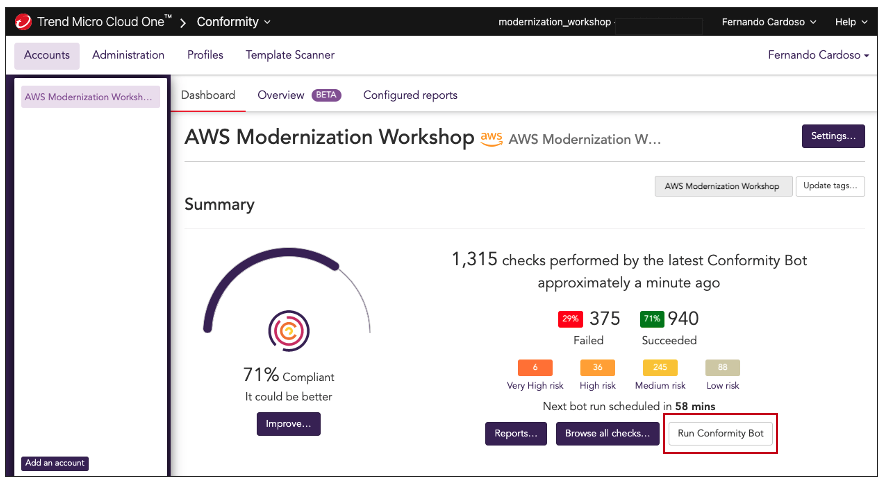 Trend Micro Cloud One™ > Conformity
modernization_workshop
Fernando Cardoso
Help
Accounts
Administration
Profiles
Template Scanner
Fernando Cardoso
AWS Modernization Worksh...
Dashboard
Overview BETA
Configured reports
AWS Modernization Workshop aws AWS Modernization W...
Settings...
AWS Modernization Workshop
Update tags...
Summary
1,315 checks performed by the latest Conformity Bot
approximately a minute ago
29% 375
71% 940
Failed
Succeeded
6
36
245
88
Very High risk
High risk
Medium risk
Low risk
Next bot run scheduled in 58 mins
71% Compliant
It could be better
Improve...
Reports...
Browse all checks...
Run Conformity Bot
Add an account